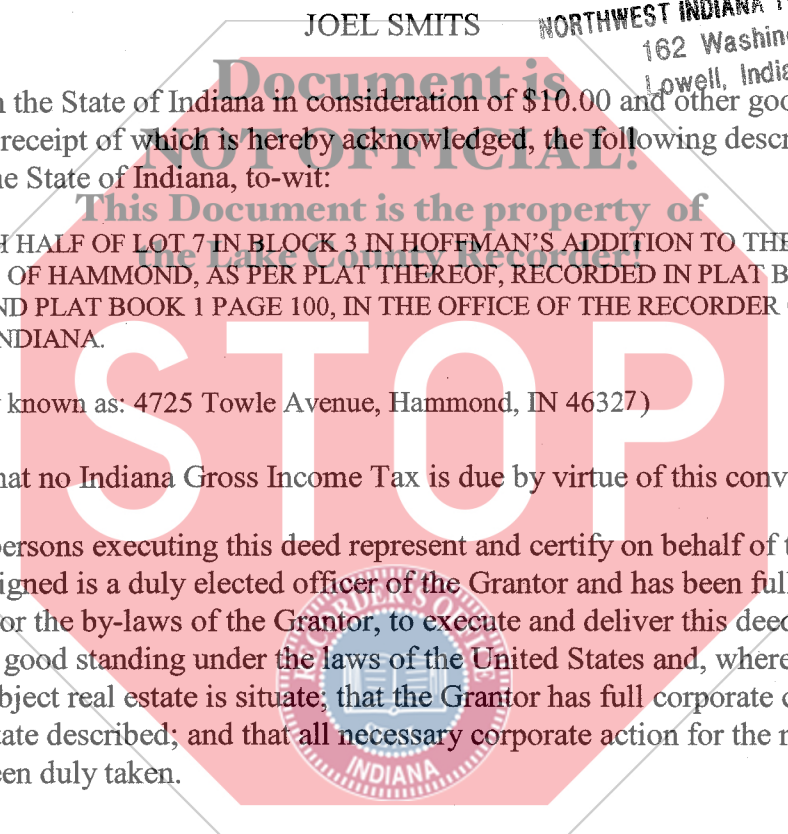 JOEL SMITS
NORTHWEST INDIANA T
162 Washin
Lowell, India
Document is
n the State of Indiana in consideration of $10.00 and other goo
NOT OFFICIAL!
receipt of which is hereby acknowledged, the following descr
he State of Indiana, to-wit:
This Document is the property of
the Lake County Recorder!
H HALF OF LOT 7 IN BLOCK 3 IN HOFFMAN'S ADDITION TO THE
OF HAMMOND, AS PER PLAT THEREOF, RECORDED IN PLAT B
ND PLAT BOOK 1 PAGE 100, IN THE OFFICE OF THE RECORDER
NDIANA.
STOP
known as: 4725 Towle Avenue, Hammond, IN 46327)
hat no Indiana Gross Income Tax is due by virtue of this conv
persons executing this deed represent and certify on behalf of t
igned is a duly elected officer of the Grantor and has been full
or the by-laws of the Grantor, to execute and deliver this deed
good standing under the laws of the United States and, where
bject real estate is situate; that the Grantor has full corporate c
tate described; and that all necessary corporate action for the
een duly taken.
RECORDER'S OFFICE
INDIANA